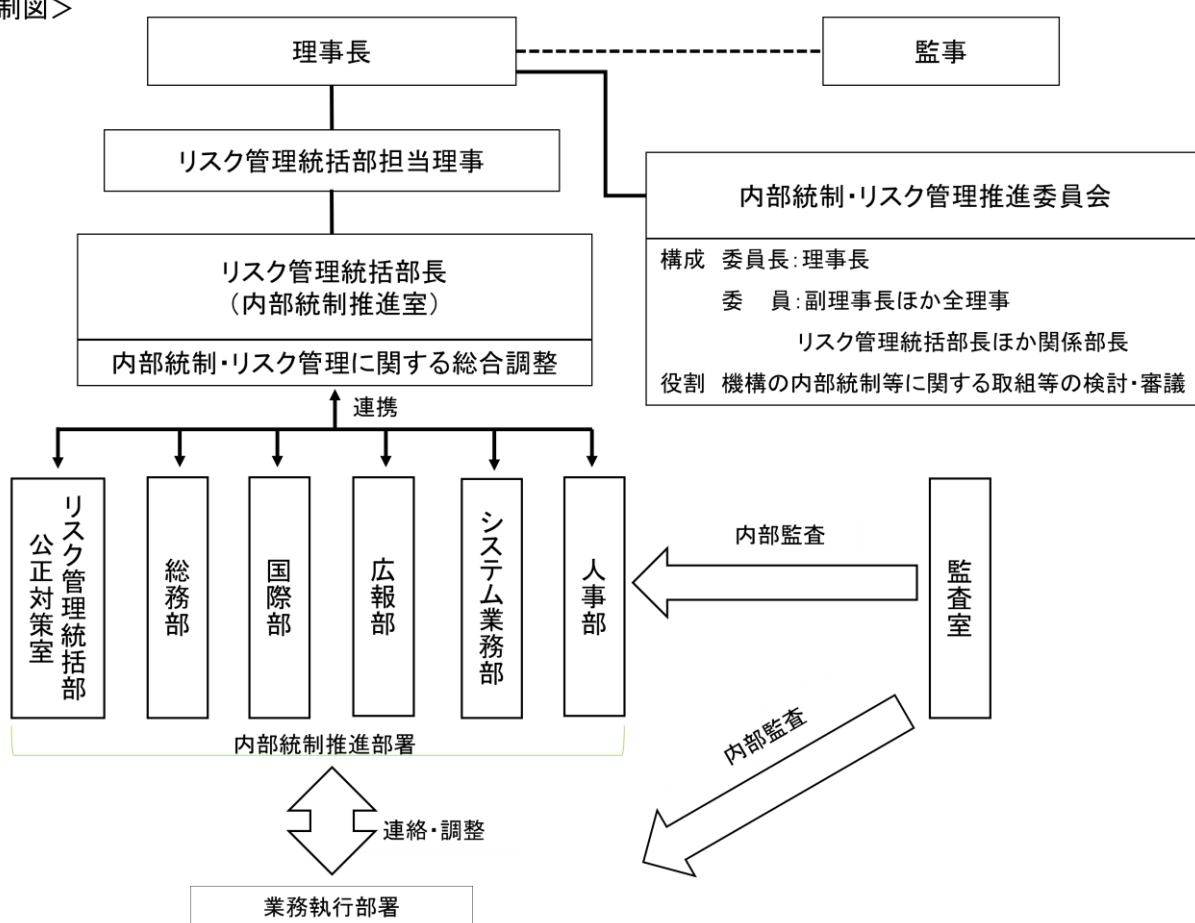 制図＞
理事長
監事
リスク管理統括部担当理事
内部統制・リスク管理推進委員会
構成 委員長：理事長
委　員：副理事長ほか全理事
リスク管理統括部長ほか関係部長
役割 機構の内部統制等に関する取組等の検討・審議
リスク管理統括部長
（内部統制推進室）
内部統制・リスク管理に関する総合調整
連携
リスク管理統括部
公正対策室
総務部
国際部
広報部
システム業務部
人事部
内部監査
監査室
内部統制推進部署
内部監査
連絡・調整
業務執行部署